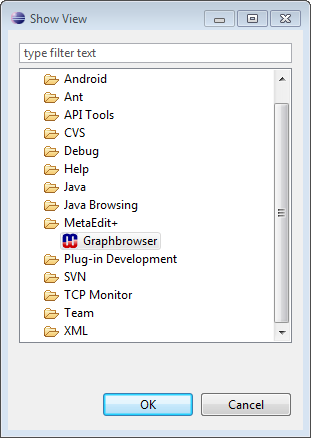 Show View
type filter text
Android
Ant
API Tools
CVS
Debug
Help
Java
Java Browsing
MetaEdit+
Graphbrowser
Plug-in Development
SVN
TCP Monitor
Team
XML
OK
Cancel